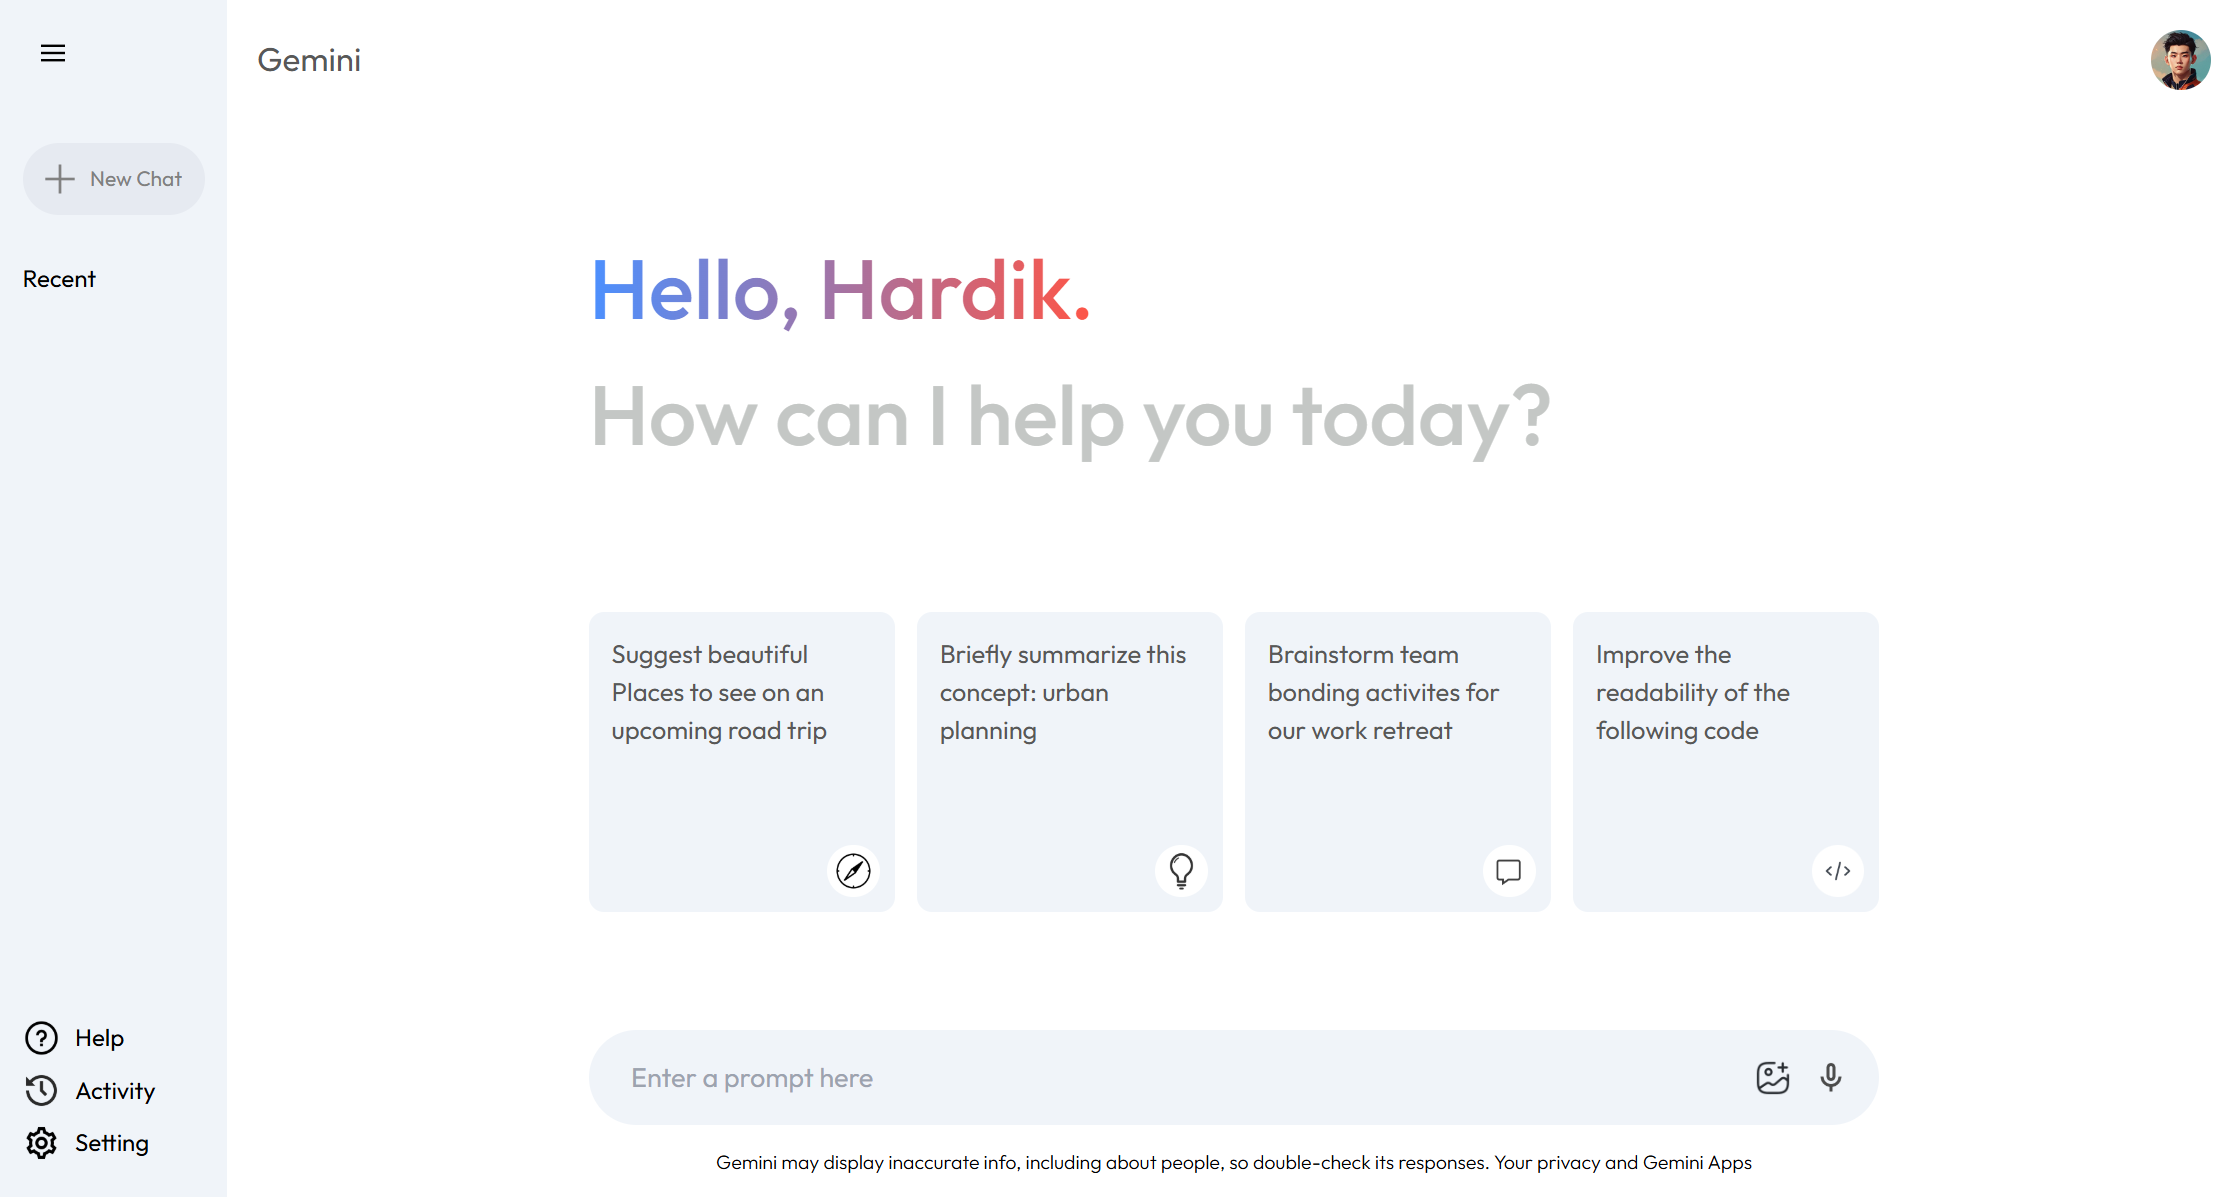 Gemini
New Chat
Recent
Hello, Hardik.
How can I help you today?
Suggest beautiful
Places to see on an
upcoming road trip
Briefly summarize this
concept: urban
planning
Brainstorm team
bonding activites for
our work retreat
Improve the
readability of the
following code
</>
Help
Activity
Setting
Enter a prompt here
Gemini may display inaccurate info, including about people, so double-check its responses. Your privacy and Gemini Apps